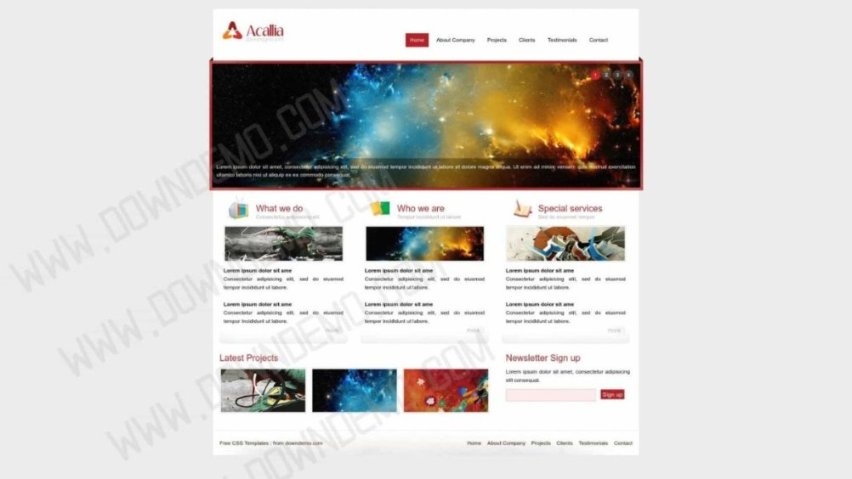 Acallia
Home About Company Projects Clients Testimonials Contact
1 2 3 4
Lorem ipsum dolor sit amet, consectetur adipisicing elit, sed do eiusmod tempor incididunt ut labore et dolore magna aliqua. Ut enim ad minim veniam, quis nostrud exercitation
ullamco laboris nisi ut aliquip ex ea commodo consequat.
What we do
Consectetur adipisicing elit
Who we are
Tempor incididunt ut labore
Special services
Sed do eiusmod tempor
Lorem ipsum dolor sit ame
Consectetur adipisicing elit, sed do eiusmod
tempor incididunt ut labore.
Lorem ipsum dolor sit ame
Consectetur adipisicing elit, sed do eiusmod
tempor incididunt ut labore.
more
Lorem ipsum dolor sit ame
Consectetur adipisicing elit, sed do eiusmod
tempor incididunt ut labore.
Lorem ipsum dolor sit ame
Consectetur adipisicing elit, sed do eiusmod
tempor incididunt ut labore.
more
Lorem ipsum dolor sit ame
Consectetur adipisicing elit, sed do eiusmod
tempor incididunt ut labore.
Lorem ipsum dolor sit ame
Consectetur adipisicing elit, sed do eiusmod
tempor incididunt ut labore.
more
Latest Projects
Newsletter Sign up
Lorem ipsum dolor sit amet, consectetur adipisicing
elit consequat.
Sign up
Free CSS Templates : from downdemo.com
Home About Company Projects Clients Testimonials Contact
WWW.DOWNDEMO.COM
WWW.DOWNDEMO.COM
WWW.DOWNDEMO.COM